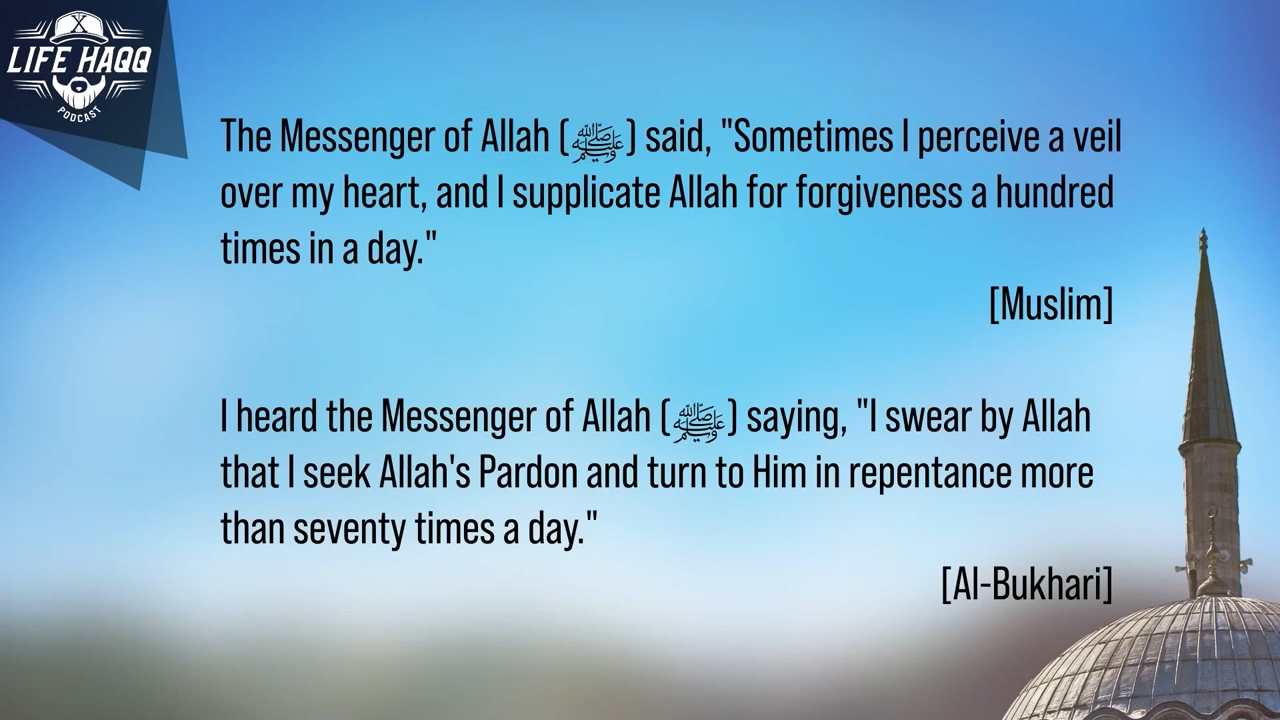 LIFE HAQQ
PODCAST
The Messenger of Allah (ﷺ) said, "Sometimes I perceive a veil
over my heart, and I supplicate Allah for forgiveness a hundred
times in a day."
[Muslim]
I heard the Messenger of Allah (ﷺ) saying, "I swear by Allah
that I seek Allah's Pardon and turn to Him in repentance more
than seventy times a day."
[Al-Bukhari]